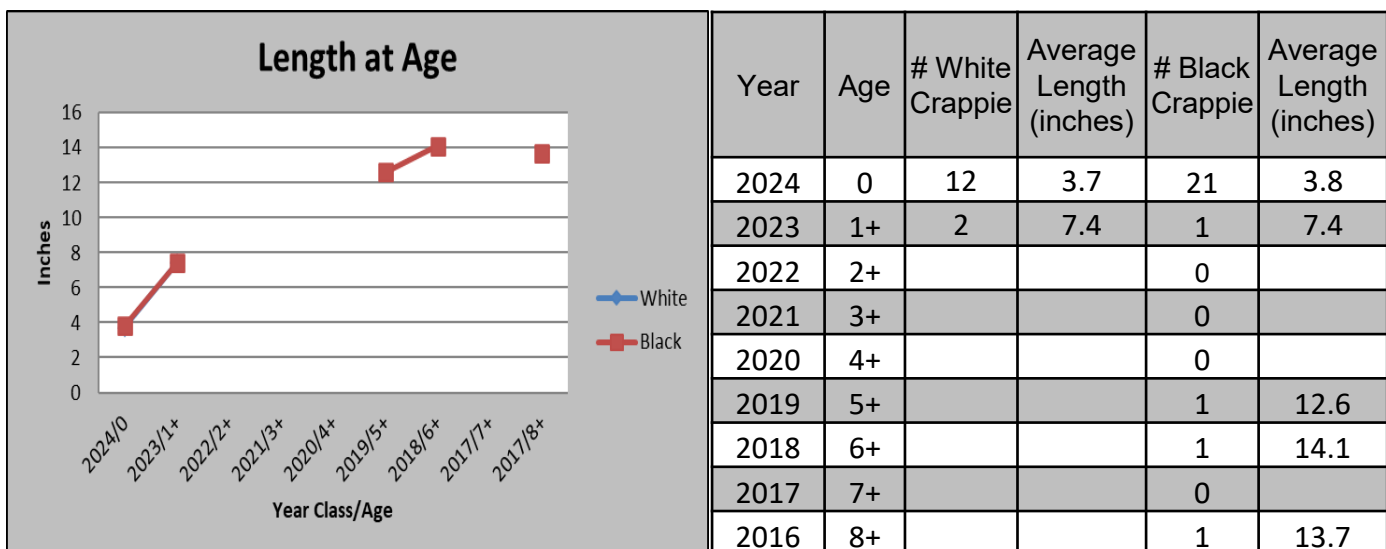 Length at Age
16
14
12
10
8
6
4
2
0
Inches
2024/0
2023/1+
2022/2+
2021/3+
2020/4+
2019/5+
2018/6+
2017/7+
2017/8+
Year Class/Age
White
Black
Year Age # White Crappie Average Length (inches) # Black Crappie Average Length (inches)
2024 0 12 3.7 21 3.8
2023 1+ 2 7.4 1 7.4
2022 2+ 0
2021 3+ 0
2020 4+ 0
2019 5+ 1 12.6
2018 6+ 1 14.1
2017 7+ 0
2016 8+ 1 13.7